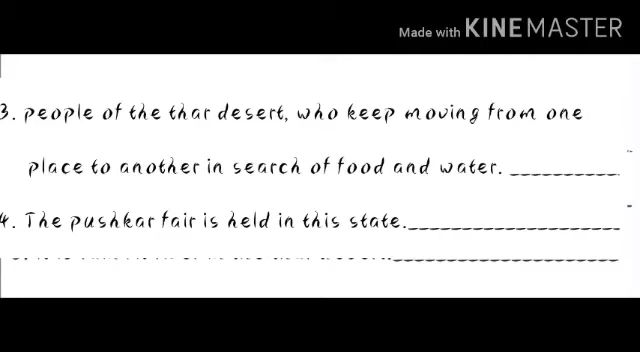 Made with KINEMASTER
3. people of the thar desert, who keep moving from one
place to another in search of food and water. __________
4. The pushkar fair is held in this state.____________________